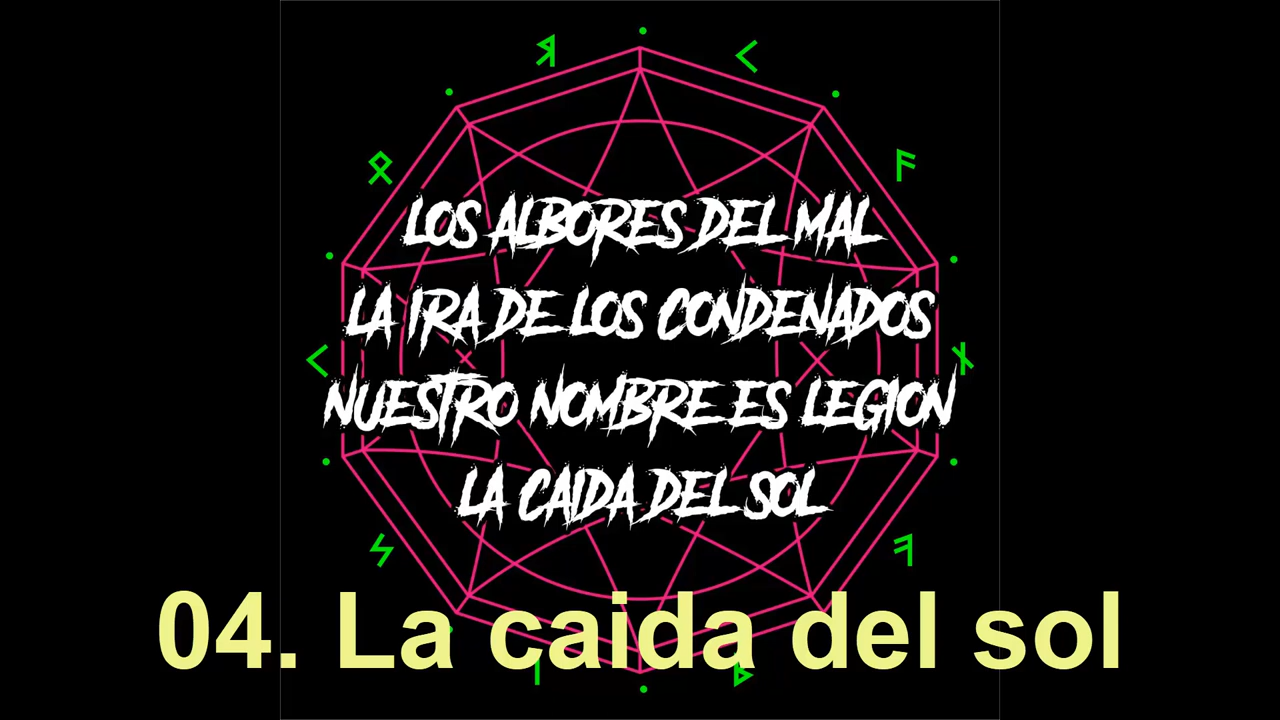 LOS ALBORES DEL MAL
LA IRA DE LOS CONDENADOS
NUESTRO NOMBRE ES LEGION
LA CAIDA DEL SOL
04. La caida del sol